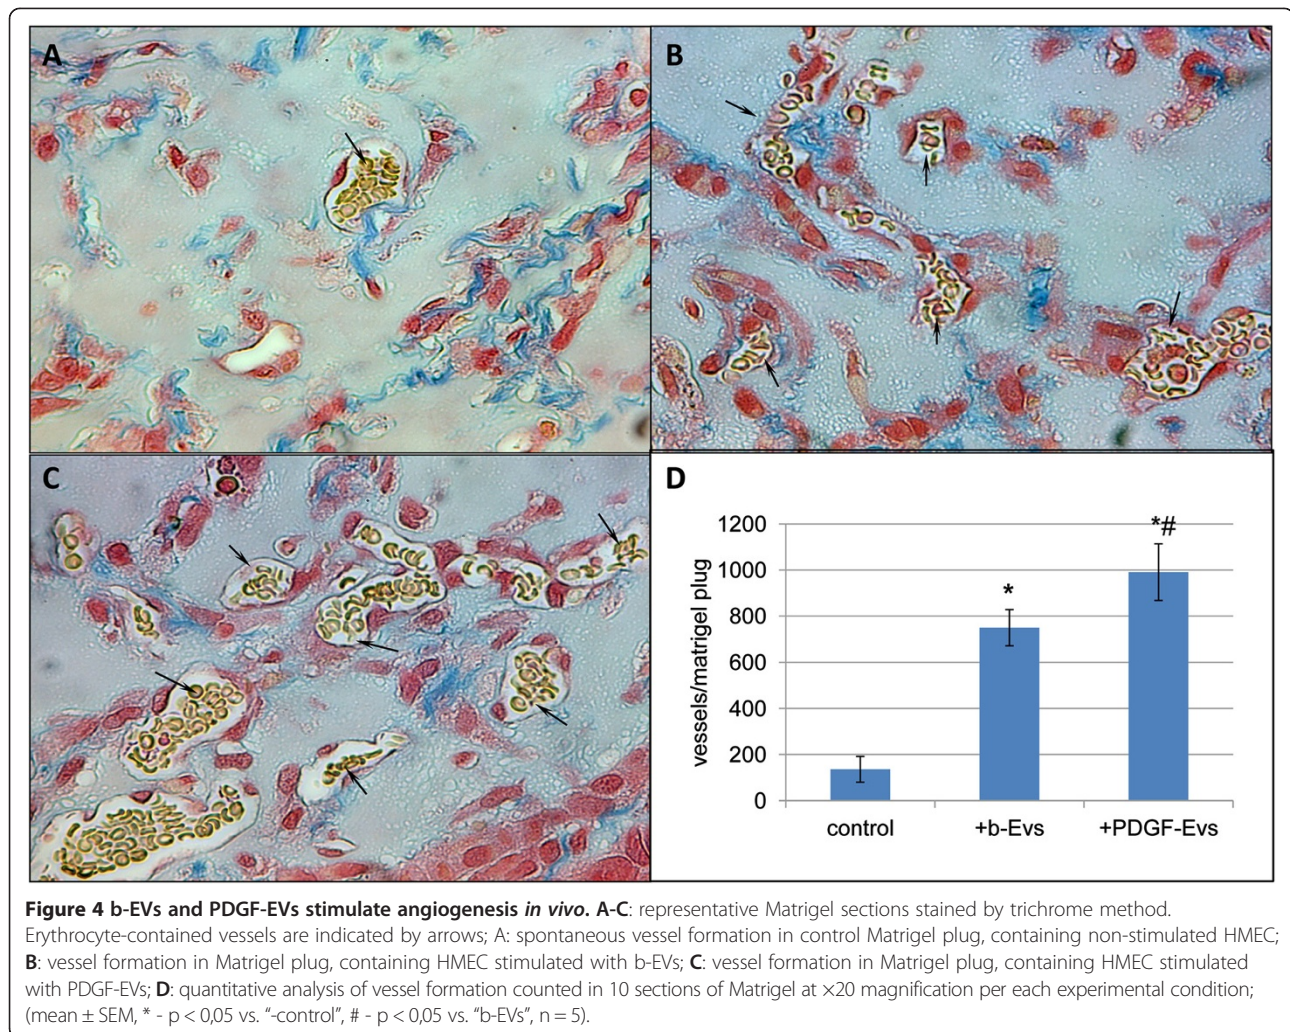 A
B
C
D
1200
1000
800
600
400
200
0
vessels/matrigel plug
*
*#
control +b-Evs +PDGF-Evs
Figure 4 b-EVs and PDGF-EVs stimulate angiogenesis in vivo. A-C: representative Matrigel sections stained by trichrome method.
Erythrocyte-contained vessels are indicated by arrows; A: spontaneous vessel formation in control Matrigel plug, containing non-stimulated HMEC;
B: vessel formation in Matrigel plug, containing HMEC stimulated with b-EVs; C: vessel formation in Matrigel plug, containing HMEC stimulated
with PDGF-EVs; D: quantitative analysis of vessel formation counted in 10 sections of Matrigel at ×20 magnification per each experimental condition;
(mean ± SEM, * - p < 0,05 vs. “-control”, # - p < 0,05 vs. “b-EVs”, n = 5).